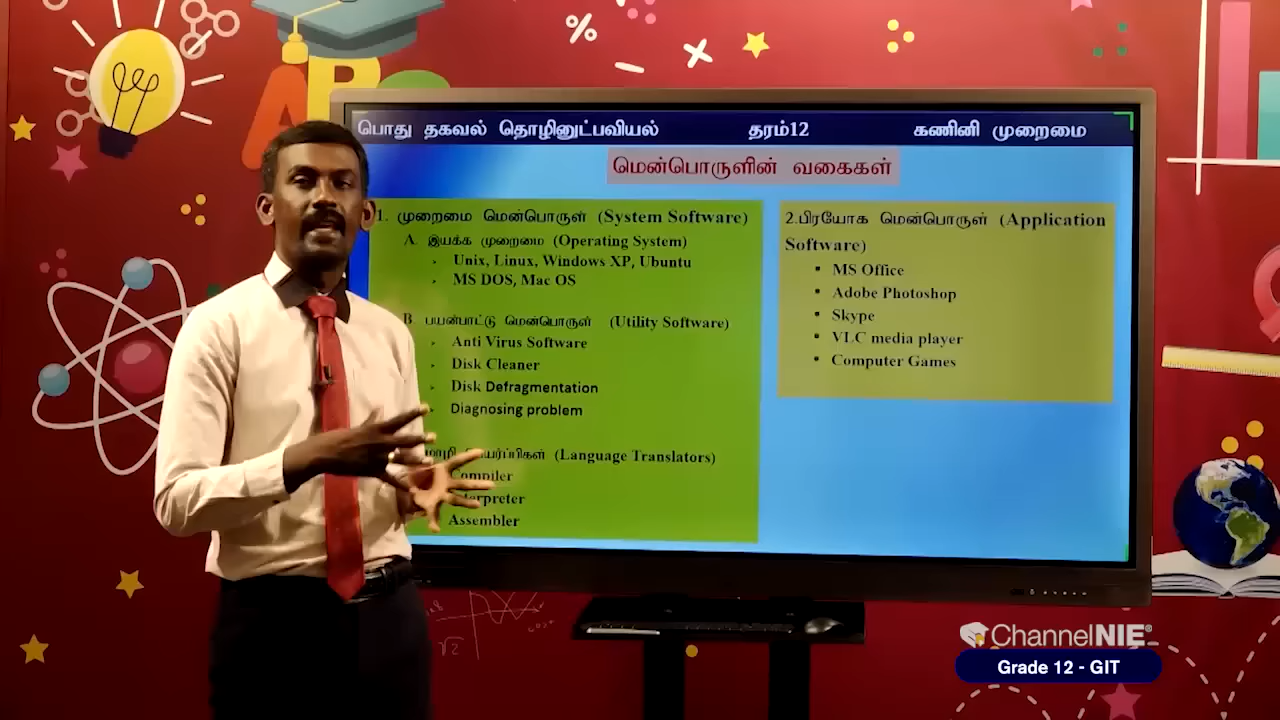 பொது தகவல் தொழினுட்பவியல் தரம்12 கணினி முறைமை
மென்பொருளின் வகைகள்
1. முறைமை மென்பொருள் (System Software)
A. இயக்க முறைமை (Operating System)
Unix, Linux, Windows XP, Ubuntu
MS DOS, Mac OS
B. பயன்பாட்டு மென்பொருள் (Utility Software)
Anti Virus Software
Disk Cleaner
Disk Defragmentation
Diagnosing problem
(Language Translators)
Compiler
Interpreter
Assembler
2.பிரயோக மென்பொருள் (Application
Software)
MS Office
Adobe Photoshop
Skype
VLC media player
Computer Games
ChannelNIE®
Grade 12 - GIT